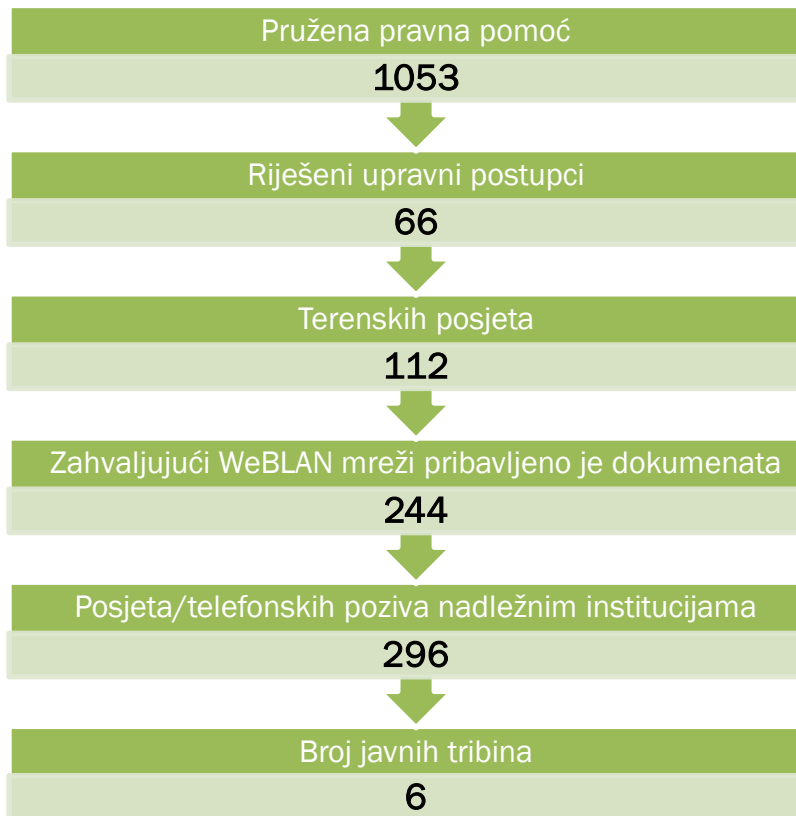 Pružena pravna pomoć
1053
Riješeni upravni postupci
66
Terenskih posjeta
112
Zahvaljujući WeBLAN mreži pribavljeno je dokumenata
244
Posjeta/telefonskih poziva nadležnim institucijama
296
Broj javnih tribina
6